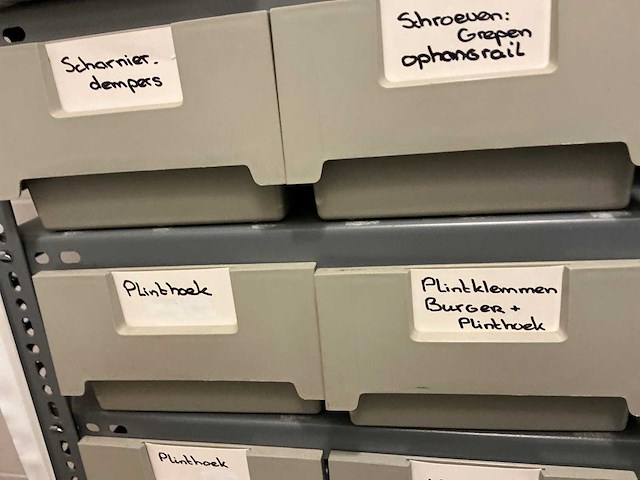 Scharnier-
dempers
Schroeven:
Grepen
ophangrail
Plinthoek
Plintklemmen
Burger +
Plinthoek
Plinthoek